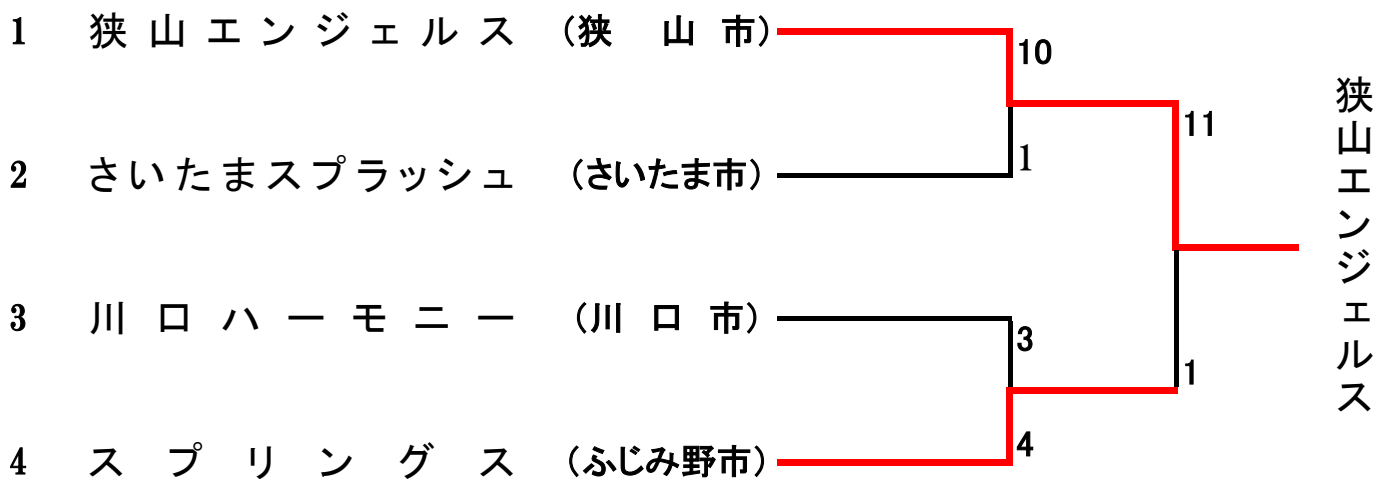 1 狭山エンジェルス （狭山市）
10
11
2 さいたまスプラッシュ （さいたま市）
1
3 川口ハーモニー （川口市）
3
1
4 スプリングス （ふじみ野市）
4
狭山エンジェルス